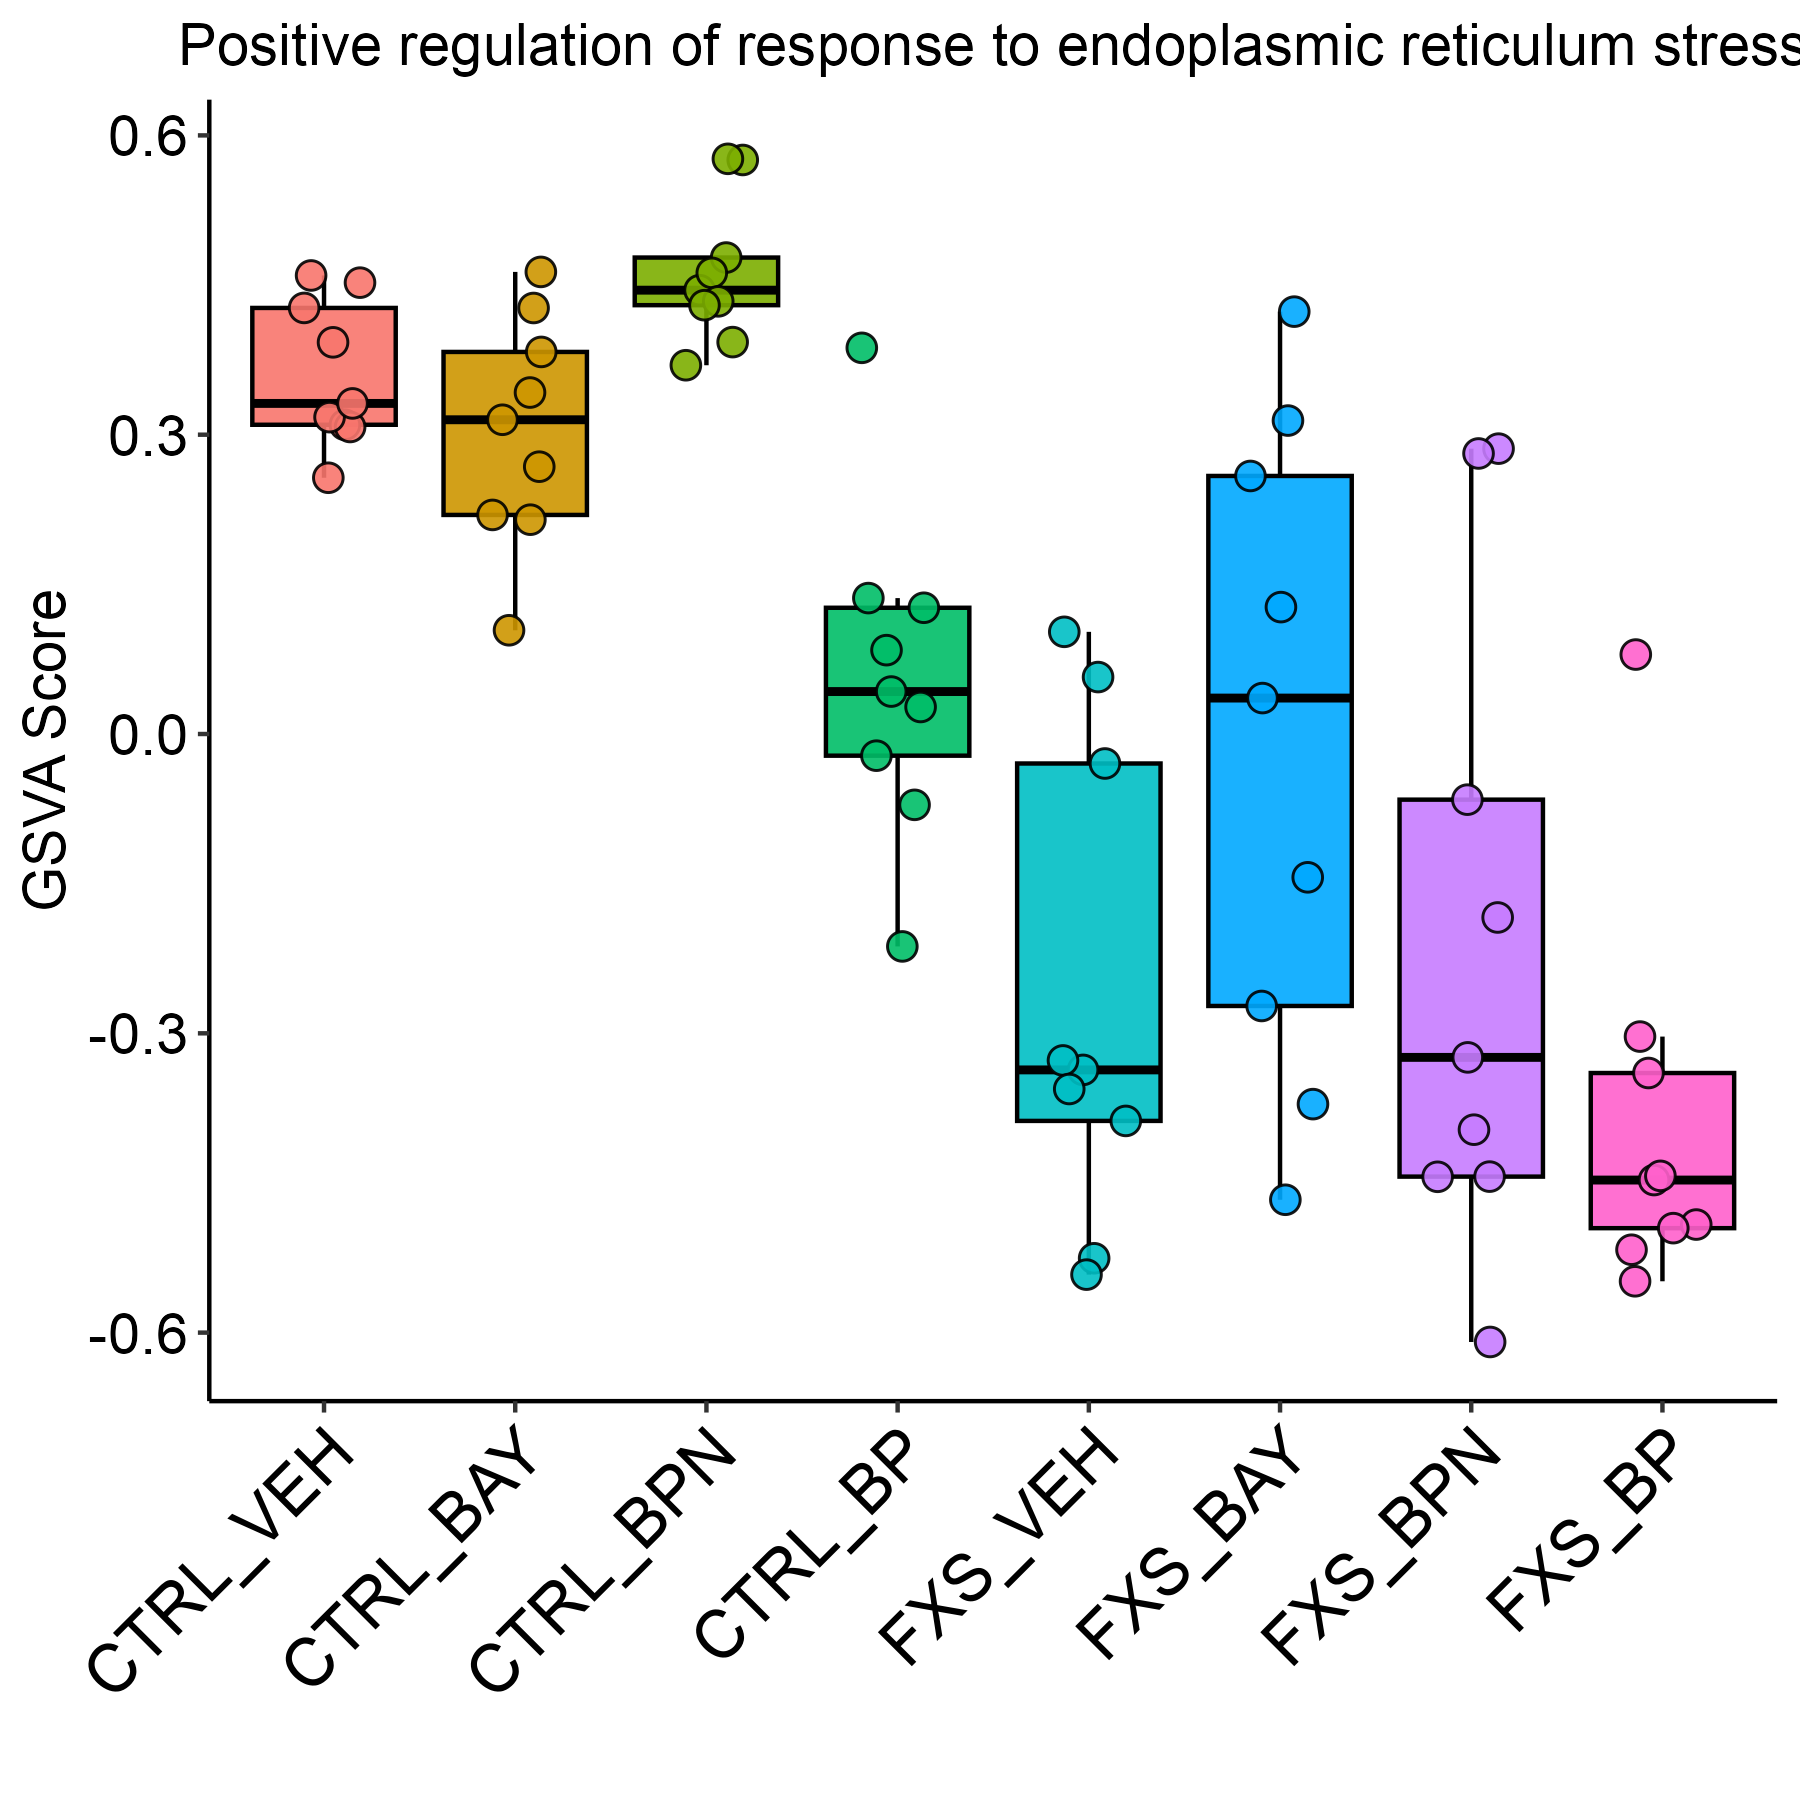 Positive regulation of response to endoplasmic reticulum stress
GSVA Score
0.6
0.3
0.0
-0.3
-0.6
CTRL_VEH
CTRL_BAY
CTRL_BPN
CTRL_BP
FXS_VEH
FXS_BAY
FXS_BPN
FXS_BP